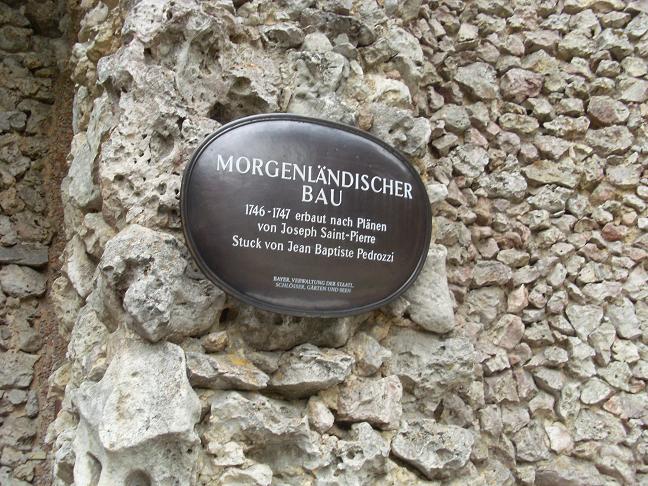 MORGENLÄNDISCHER
BAU
1746-1747 erbaut nach Plänen
von Joseph Saint-Pierre
Stuck von Jean Baptiste Pedrozzi
BAYER. VERWALTUNG DER STAATL.
SCHLÖSSER, GÄRTEN UND SEEN